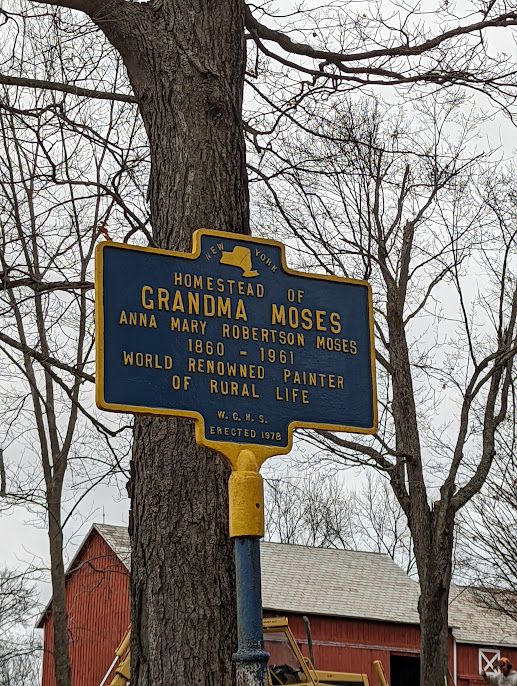 NEW YORK
HOMESTEAD OF
GRANDMA MOSES
ANNA MARY ROBERTSON MOSES
1860 - 1961
WORLD RENOWNED PAINTER
OF RURAL LIFE
W.C.H.S.
ERECTED 1978